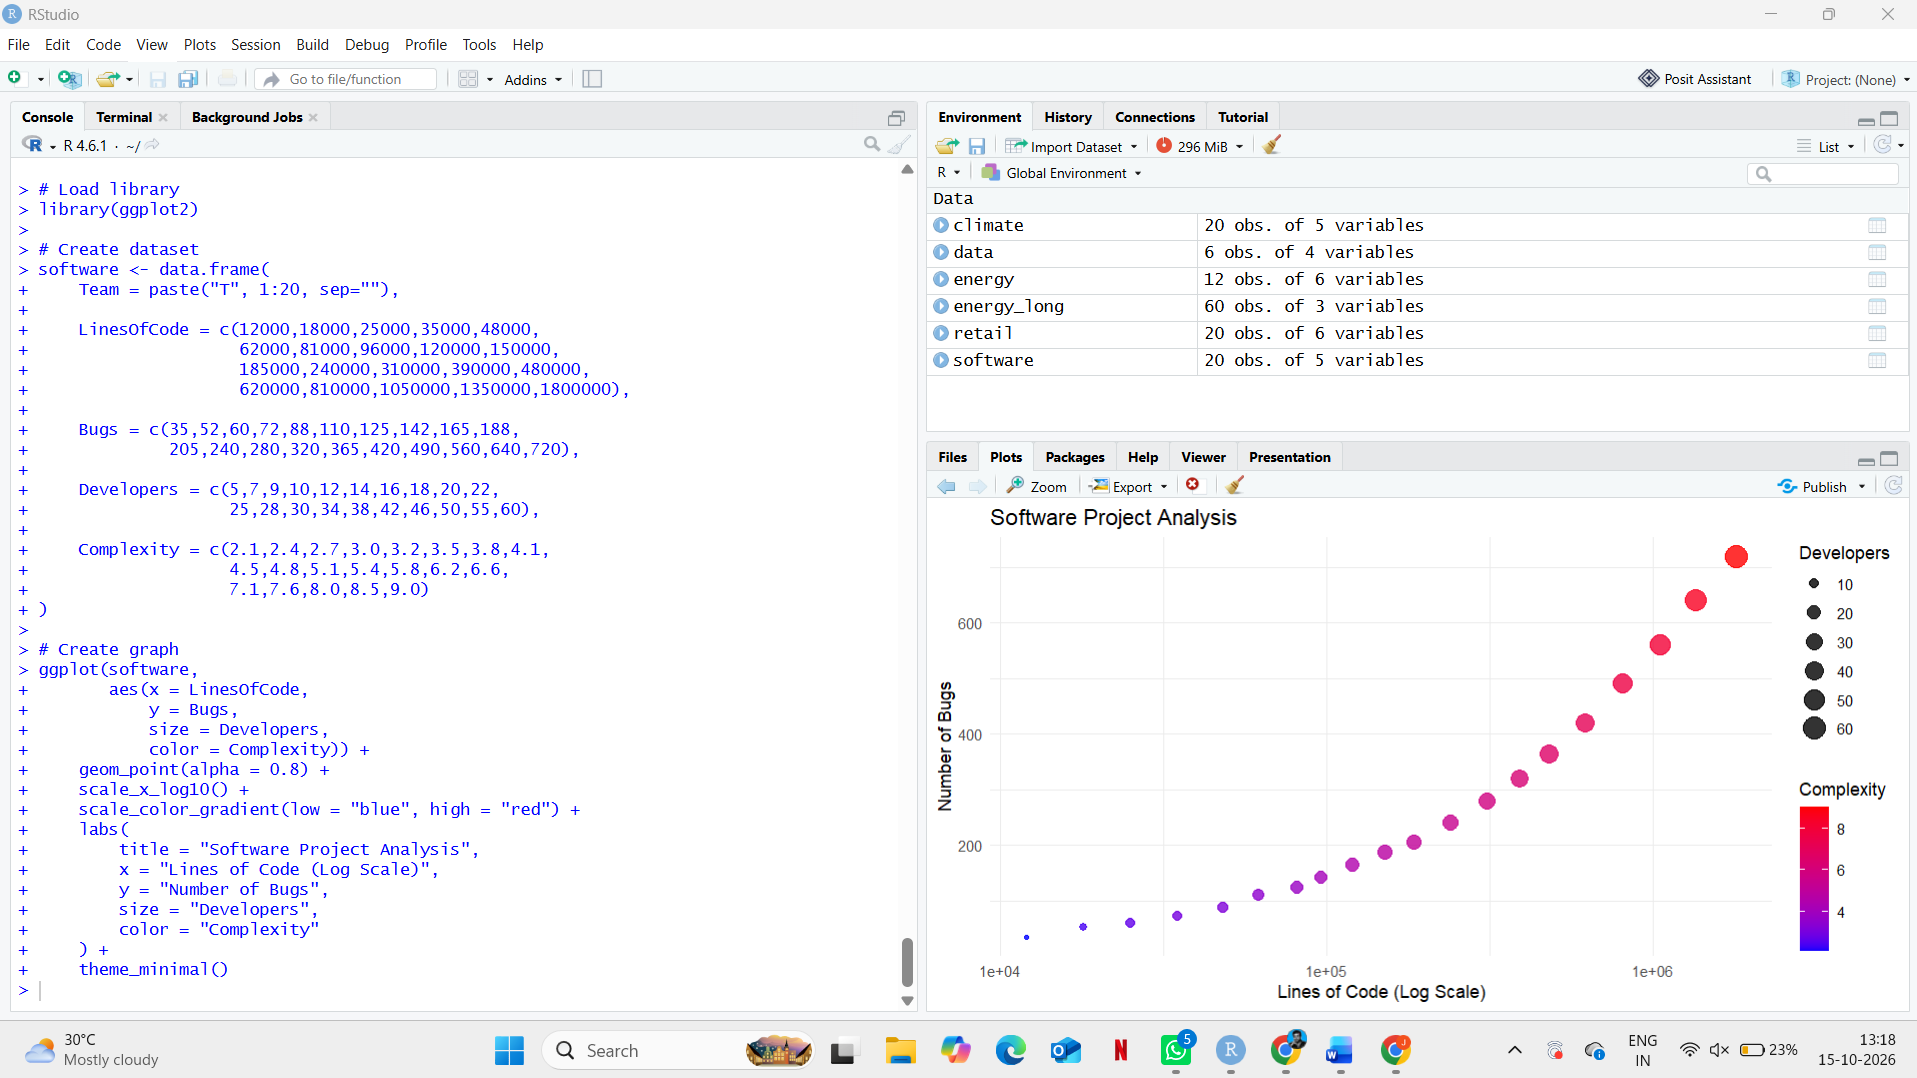 RStudio
File Edit Code View Plots Session Build Debug Profile Tools Help
Go to file/function Addins Posit Assistant Project: (None)
Console Terminal Background Jobs
R 4.6.1 · ~/
> # Load library
> library(ggplot2)
>
> # Create dataset
> software <- data.frame(
+     Team = paste("T", 1:20, sep=""),
+
+     LinesOfCode = c(12000,18000,25000,35000,48000,
+                     62000,81000,96000,120000,150000,
+                     185000,240000,310000,390000,480000,
+                     620000,810000,1050000,1350000,1800000),
+
+     Bugs = c(35,52,60,72,88,110,125,142,165,188,
+              205,240,280,320,365,420,490,560,640,720),
+
+     Developers = c(5,7,9,10,12,14,16,18,20,22,
+                    25,28,30,34,38,42,46,50,55,60),
+
+     Complexity = c(2.1,2.4,2.7,3.0,3.2,3.5,3.8,4.1,
+                    4.5,4.8,5.1,5.4,5.8,6.2,6.6,
+                    7.1,7.6,8.0,8.5,9.0)
+ )
>
> # Create graph
> ggplot(software,
+        aes(x = LinesOfCode,
+            y = Bugs,
+            size = Developers,
+            color = Complexity)) +
+     geom_point(alpha = 0.8) +
+     scale_x_log10() +
+     scale_color_gradient(low = "blue", high = "red") +
+     labs(
+         title = "Software Project Analysis",
+         x = "Lines of Code (Log Scale)",
+         y = "Number of Bugs",
+         size = "Developers",
+         color = "Complexity"
+     ) +
+     theme_minimal()
>
Environment History Connections Tutorial
Import Dataset 296 MiB List
R Global Environment
Data
climate 20 obs. of 5 variables
data 6 obs. of 4 variables
energy 12 obs. of 6 variables
energy_long 60 obs. of 3 variables
retail 20 obs. of 6 variables
software 20 obs. of 5 variables
Files Plots Packages Help Viewer Presentation
Zoom Export Publish
Software Project Analysis
Number of Bugs
600
400
200
1e+04 1e+05 1e+06
Lines of Code (Log Scale)
Developers
10
20
30
40
50
60
Complexity
8
6
4
30°C
Mostly cloudy
Search
N
5
R
W
J
ENG
IN
23%
13:18
15-10-2026